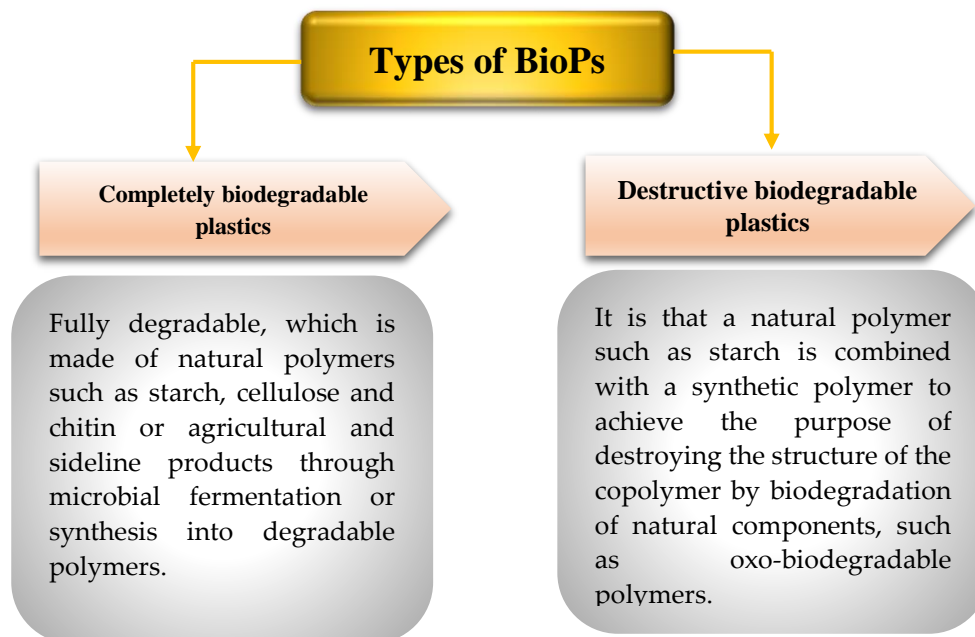 Types of BioPs
Completely biodegradable
plastics
Destructive biodegradable
plastics
Fully degradable, which is
made of natural polymers
such as starch, cellulose and
chitin or agricultural and
sideline products through
microbial fermentation or
synthesis into degradable
polymers.
It is that a natural polymer
such as starch is combined
with a synthetic polymer to
achieve the purpose of
destroying the structure of the
copolymer by biodegradation
of natural components, such
as oxo-biodegradable
polymers.